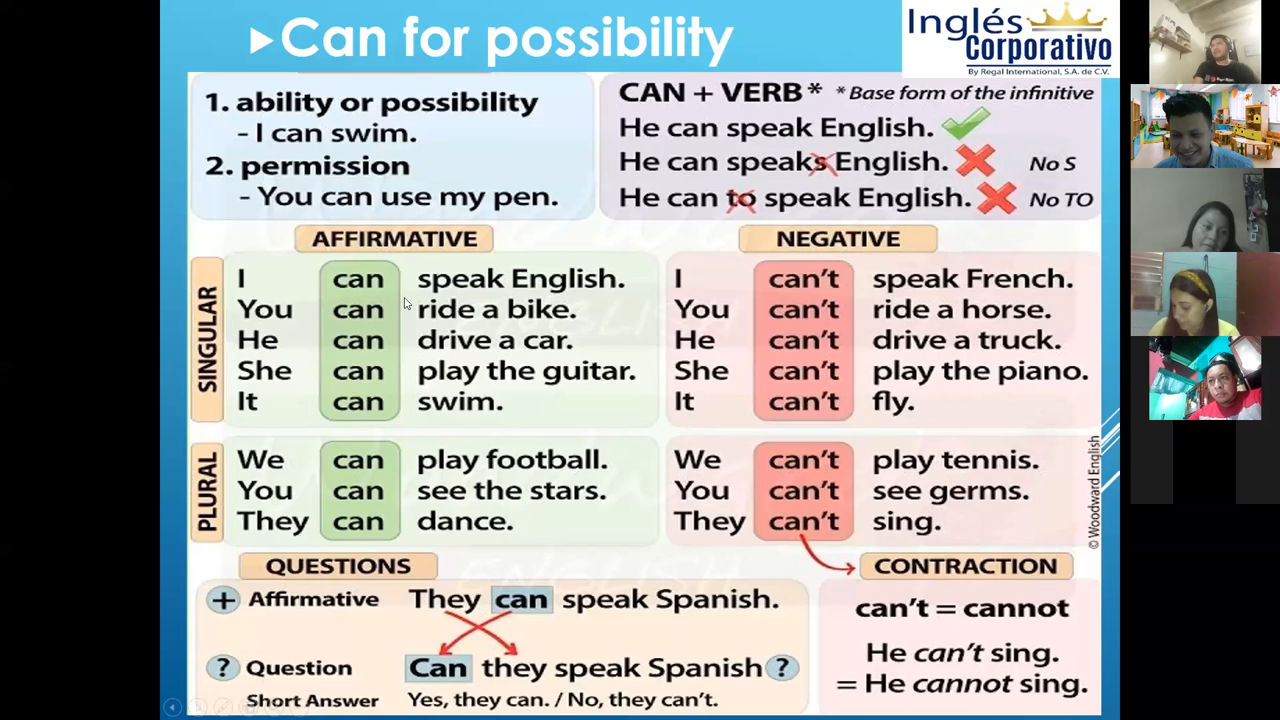 Can for possibility
Inglés
Corporativo
By Regal International, S.A. de C.V.
1. ability or possibility
- I can swim.
2. permission
- You can use my pen.
CAN + VERB* * Base form of the infinitive
He can speak English.
He can speaks English. No S
He can to speak English. No TO
AFFIRMATIVE
SINGULAR
I can speak English.
You can ride a bike.
He can drive a car.
She can play the guitar.
It can swim.
PLURAL
We can play football.
You can see the stars.
They can dance.
NEGATIVE
I can't speak French.
You can't ride a horse.
He can't drive a truck.
She can't play the piano.
It can't fly.
We can't play tennis.
You can't see germs.
They can't sing.
© Woodward English
QUESTIONS
+ Affirmative They can speak Spanish.
? Question Can they speak Spanish ?
Short Answer Yes, they can. / No, they can't.
CONTRACTION
can't = cannot
He can't sing.
= He cannot sing.